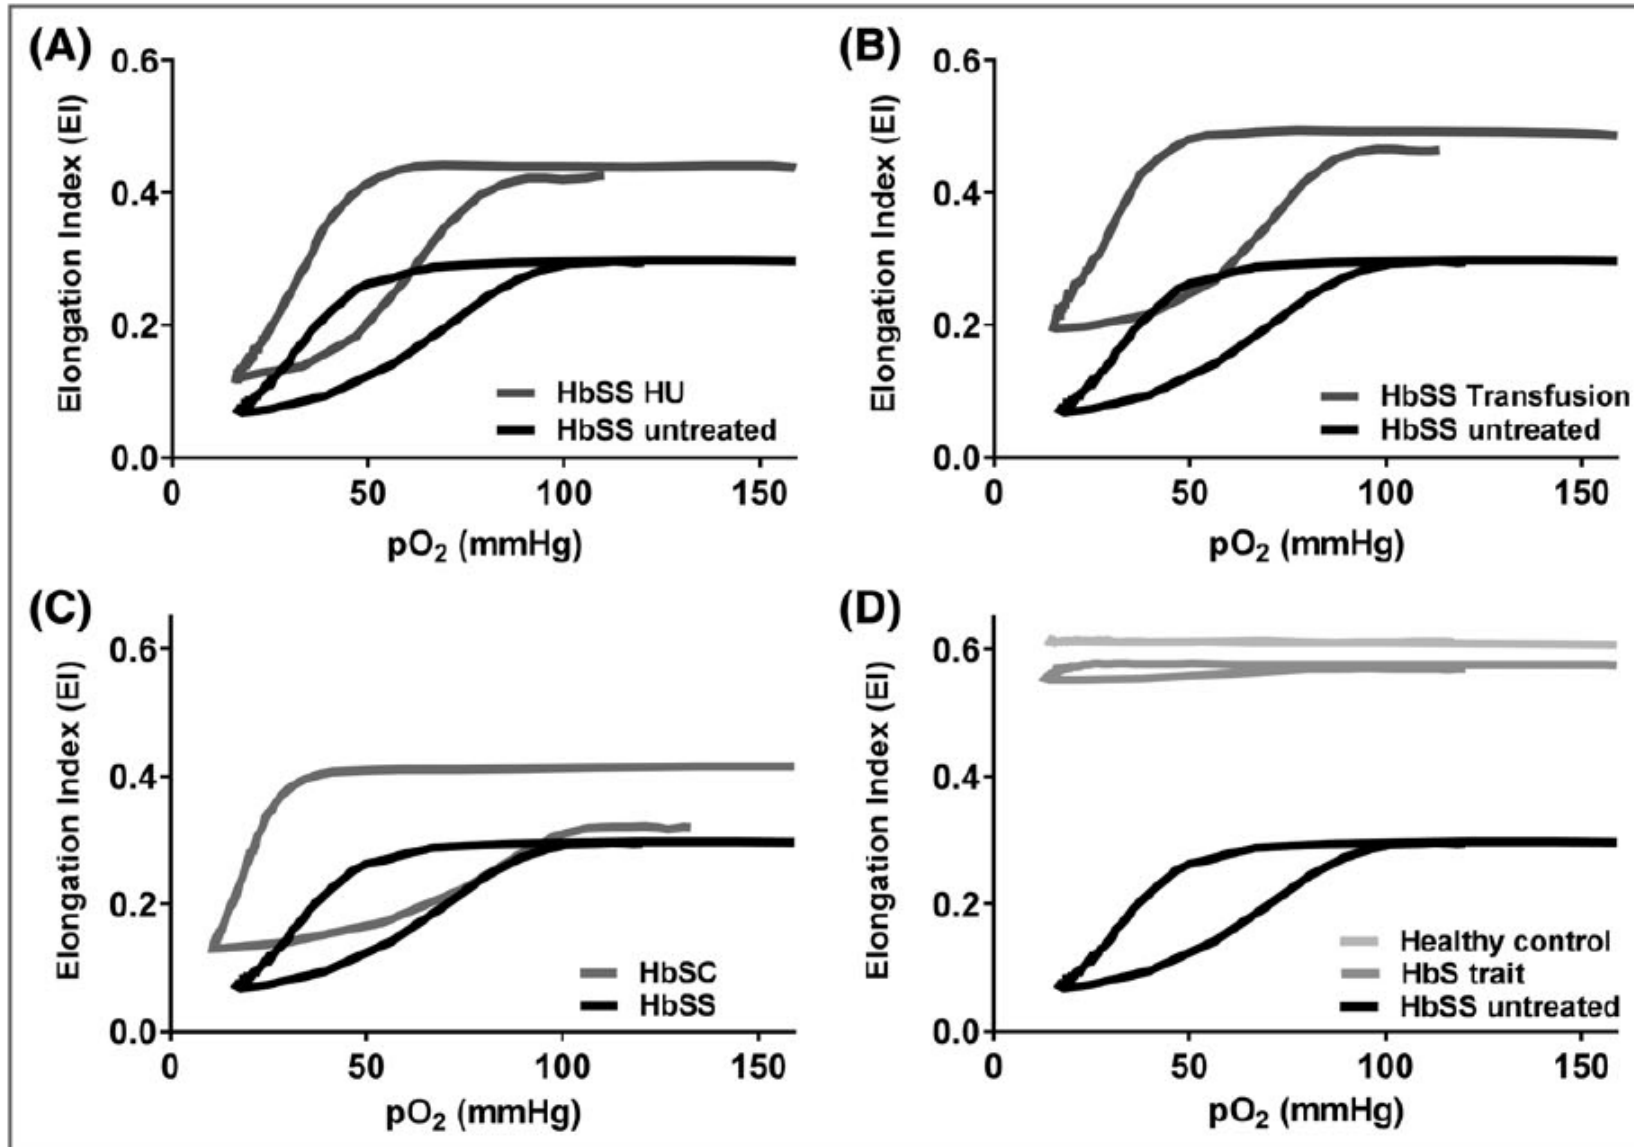 (A)
0.6
0.4
0.2
0.0
Elongation Index (EI)
HbSS HU
HbSS untreated
0 50 100 150
pO₂ (mmHg)
(B)
0.6
0.4
0.2
0.0
Elongation Index (EI)
HbSS Transfusion
HbSS untreated
0 50 100 150
pO₂ (mmHg)
(C)
0.6
0.4
0.2
0.0
Elongation Index (EI)
HbSC
HbSS
0 50 100 150
pO₂ (mmHg)
(D)
0.6
0.4
0.2
0.0
Elongation Index (EI)
Healthy control
HbS trait
HbSS untreated
0 50 100 150
pO₂ (mmHg)